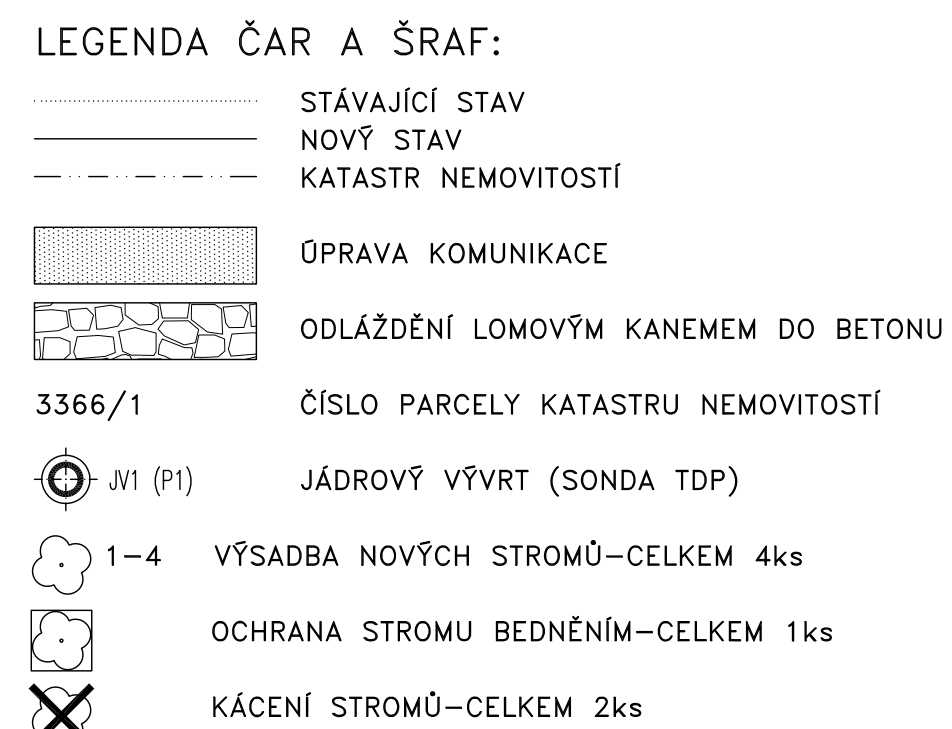 LEGENDA ČAR A ŠRAF:
STÁVAJÍCÍ STAV
NOVÝ STAV
KATASTR NEMOVITOSTÍ
ÚPRAVA KOMUNIKACE
ODLÁŽDĚNÍ LOMOVÝM KANEMEM DO BETONU
3366/1 ČÍSLO PARCELY KATASTRU NEMOVITOSTÍ
JV1 (P1) JÁDROVÝ VÝVRT (SONDA TDP)
1–4 VÝSADBA NOVÝCH STROMŮ–CELKEM 4ks
OCHRANA STROMU BEDNĚNÍM–CELKEM 1ks
KÁCENÍ STROMŮ–CELKEM 2ks